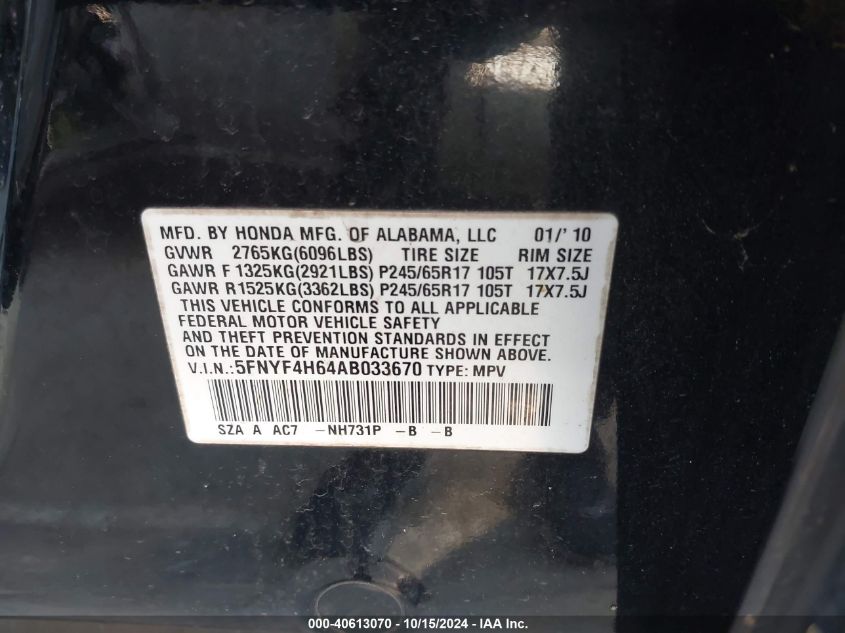 MFD. BY HONDA MFG. OF ALABAMA, LLC 01/' 10
GVWR 2765KG(6096LBS) TIRE SIZE RIM SIZE
GAWR F 1325KG(2921LBS) P245/65R17 105T 17X7.5J
GAWR R1525KG(3362LBS) P245/65R17 105T 17X7.5J
THIS VEHICLE CONFORMS TO ALL APPLICABLE
FEDERAL MOTOR VEHICLE SAFETY
AND THEFT PREVENTION STANDARDS IN EFFECT
ON THE DATE OF MANUFACTURE SHOWN ABOVE.
V.I.N.:5FNYF4H64AB033670 TYPE: MPV
SZA A AC7 -NH731P -B -B
000-40613070 - 10/15/2024 - IAA Inc.